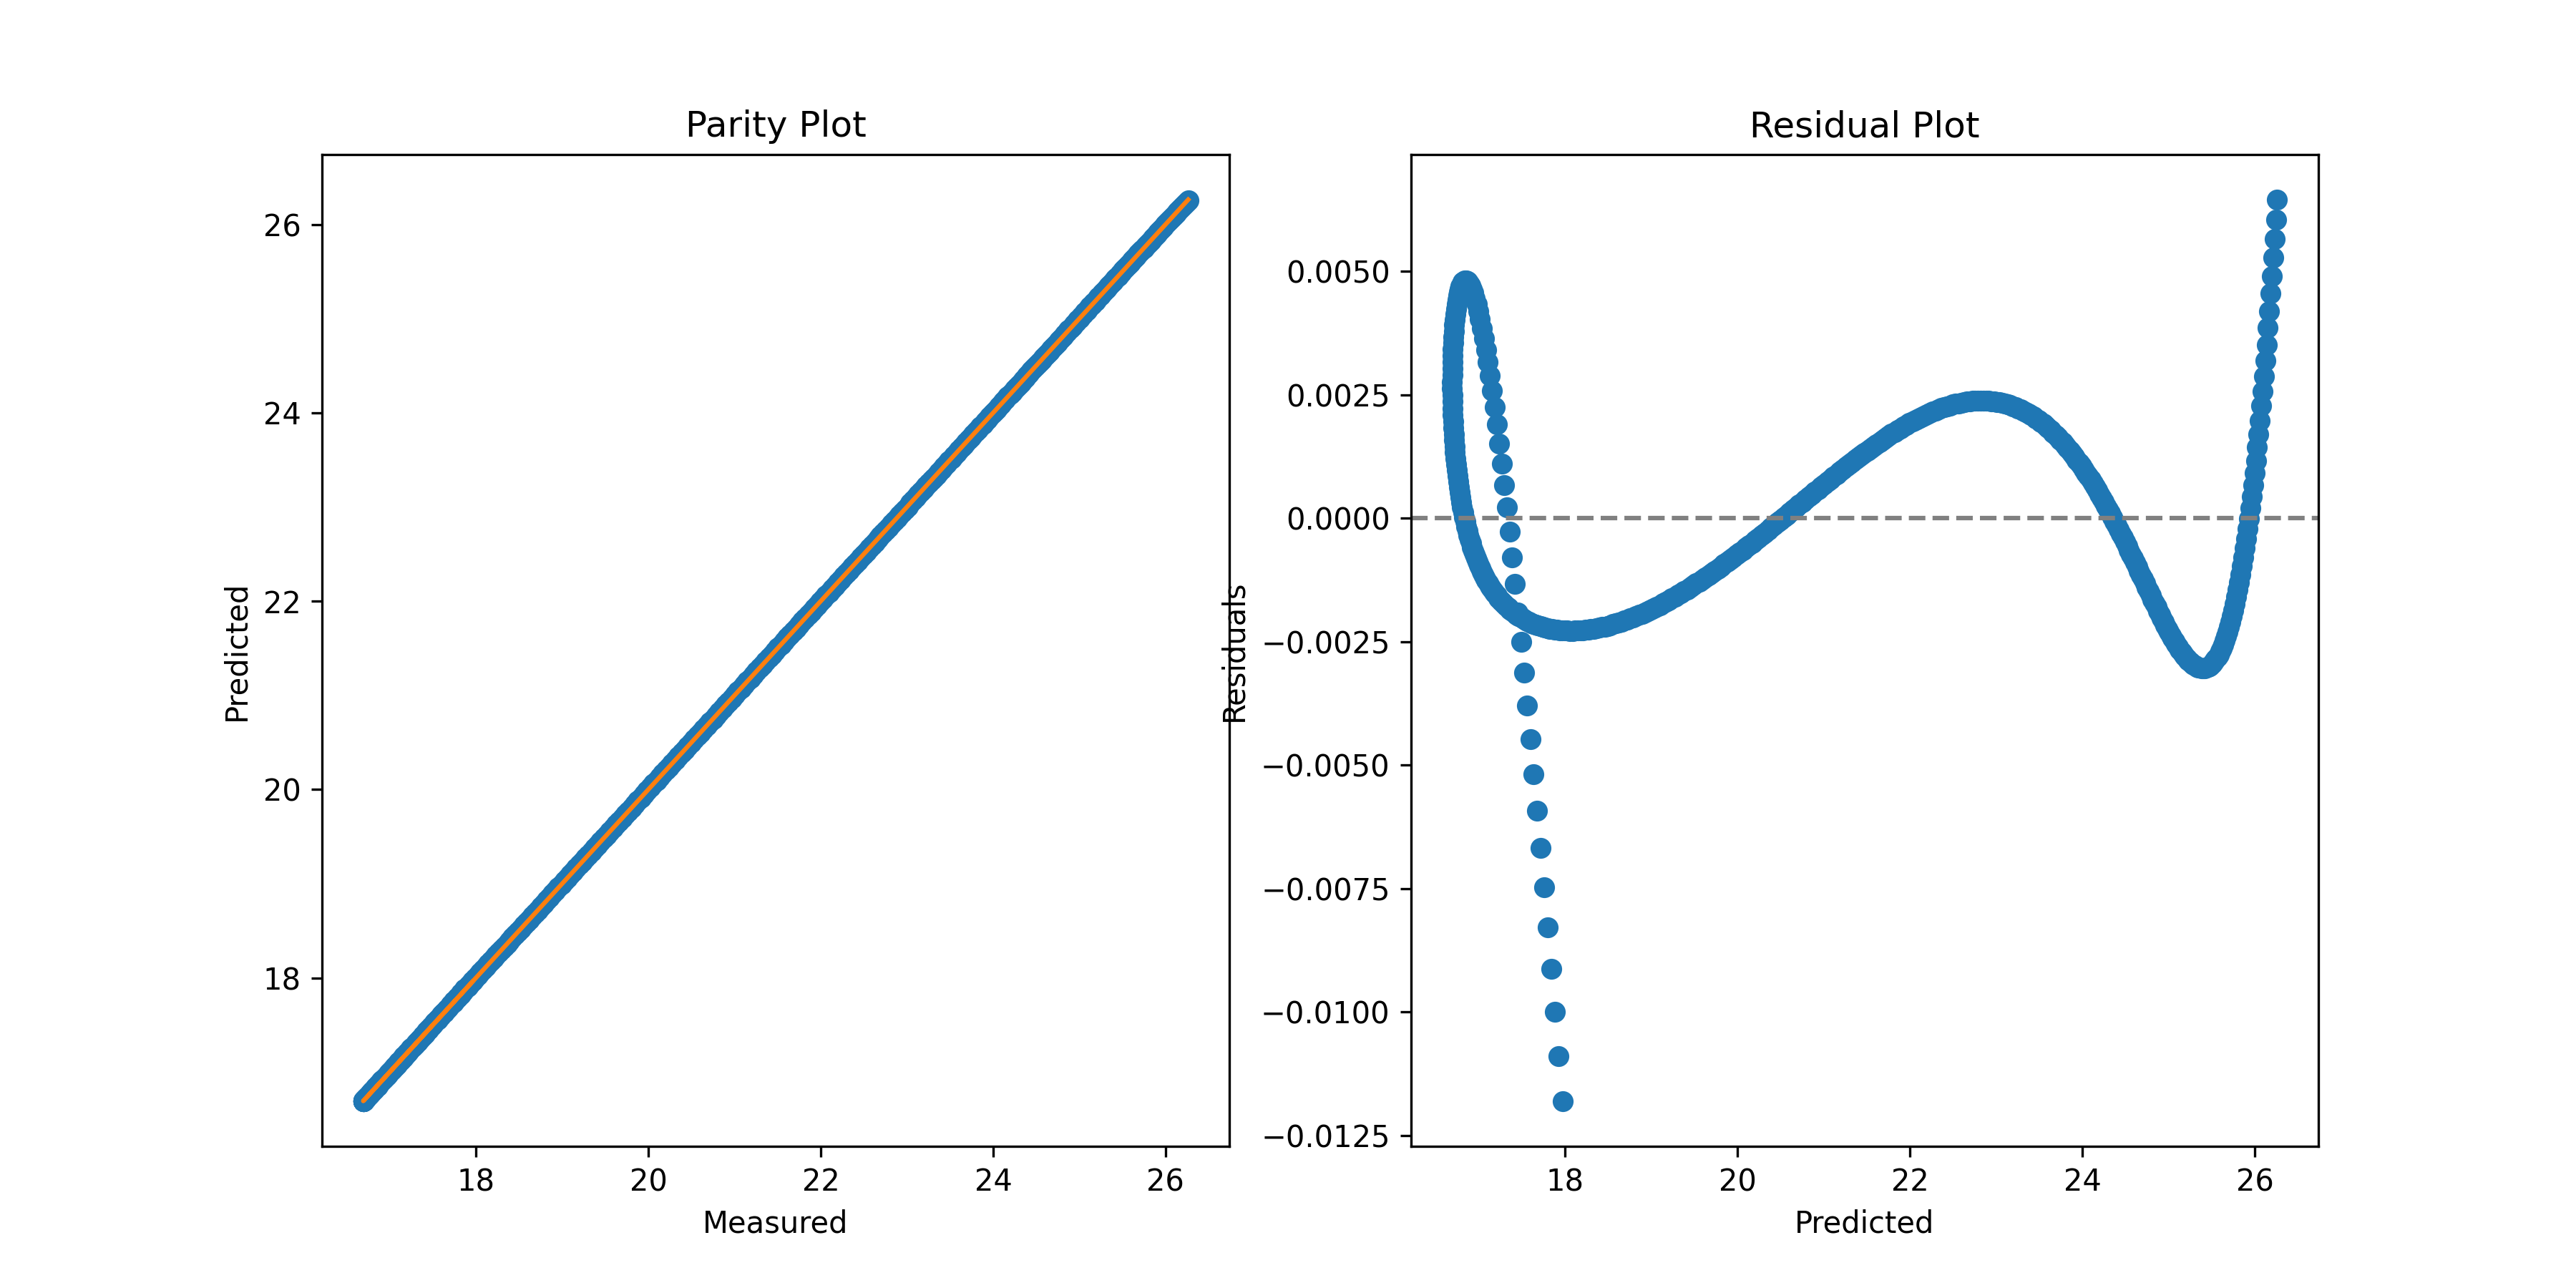 Parity Plot
26
24
22
20
18
Predicted
18 20 22 24 26
Measured
Residual Plot
0.0050
0.0025
0.0000
−0.0025
−0.0050
−0.0075
−0.0100
−0.0125
Residuals
18 20 22 24 26
Predicted